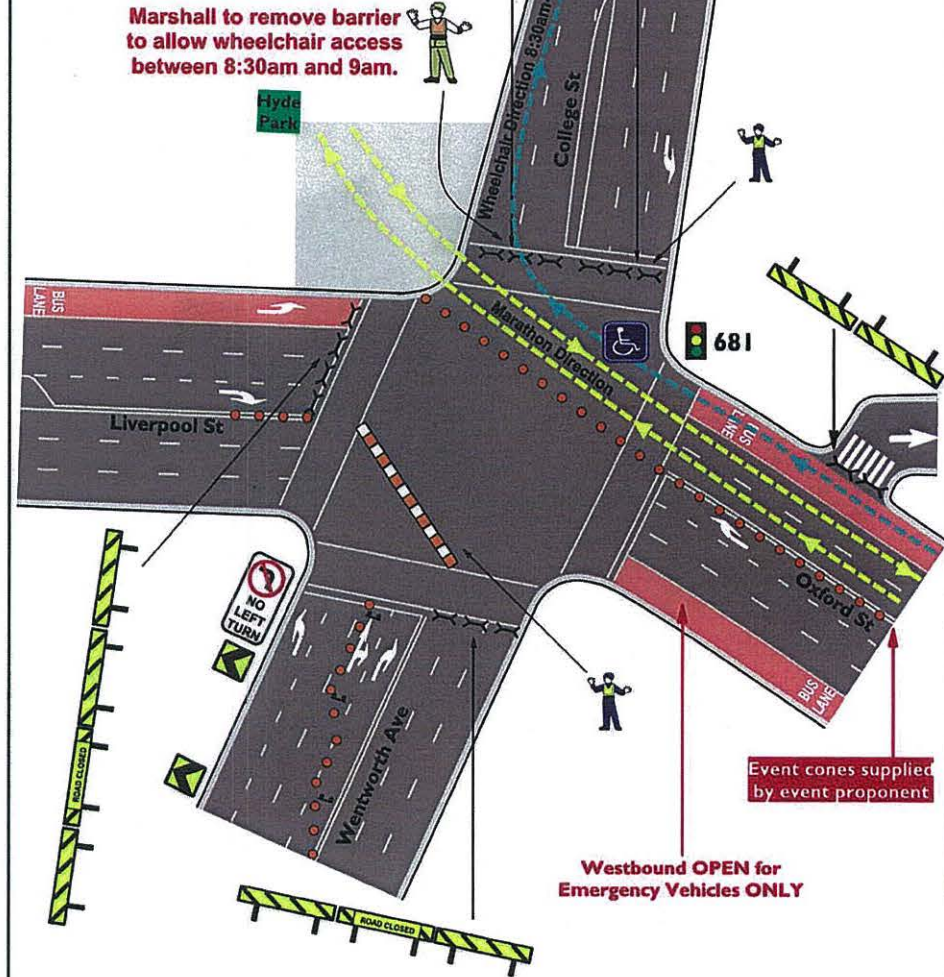 Marshall to remove barrier
to allow wheelchair access
between 8:30am and 9am.
Hyde
Park
Wheelchair Direction 8:30am-
College St
BUS
LANE
Liverpool St
Marathon Direction
681
BUS
LANE
Oxford St
BUS
LANE
NO
LEFT
TURN
Wentworth Ave
ROAD CLOSED
ROAD CLOSED
Event cones supplied
by event proponent
Westbound OPEN for
Emergency Vehicles ONLY